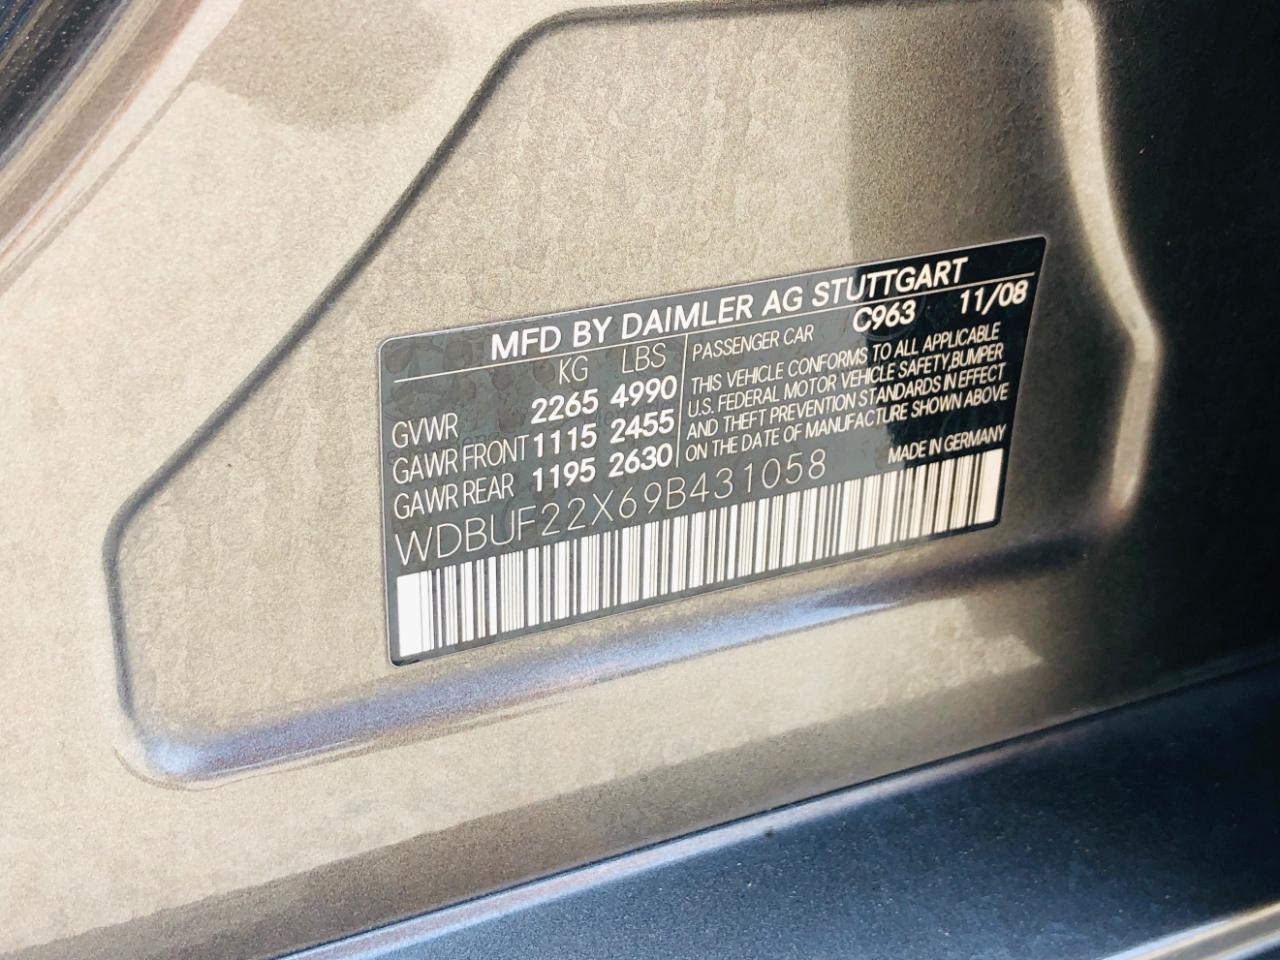 MFD BY DAIMLER AG STUTTGART
KG LBS
GVWR 2265 4990
GAWR FRONT 1115 2455
GAWR REAR 1195 2630
PASSENGER CAR C963 11/08
THIS VEHICLE CONFORMS TO ALL APPLICABLE
U.S. FEDERAL MOTOR VEHICLE SAFETY,BUMPER
AND THEFT PREVENTION STANDARDS IN EFFECT
ON THE DATE OF MANUFACTURE SHOWN ABOVE
MADE IN GERMANY
WDBUF22X69B431058